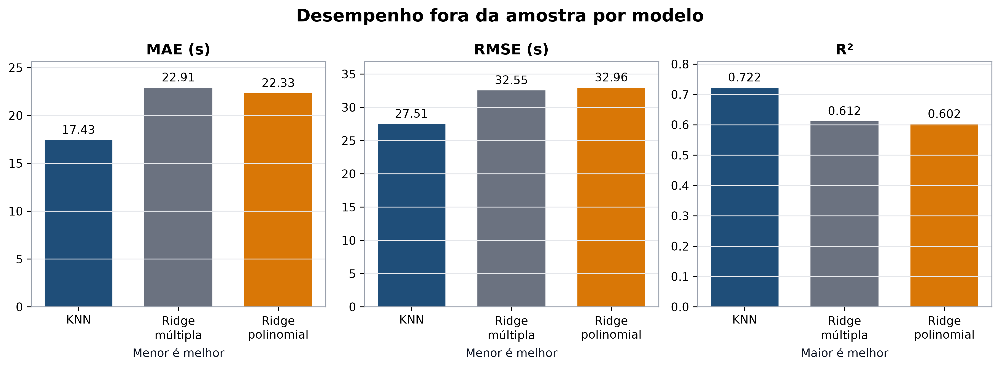 Desempenho fora da amostra por modelo
MAE (s)
25
20
15
10
5
0
22.91
22.33
17.43
KNN
Ridge
múltipla
Ridge
polinomial
Menor é melhor
RMSE (s)
35
30
25
20
15
10
5
0
27.51
32.55
32.96
KNN
Ridge
múltipla
Ridge
polinomial
Menor é melhor
R²
0.8
0.7
0.6
0.5
0.4
0.3
0.2
0.1
0.0
0.722
0.612
0.602
KNN
Ridge
múltipla
Ridge
polinomial
Maior é melhor